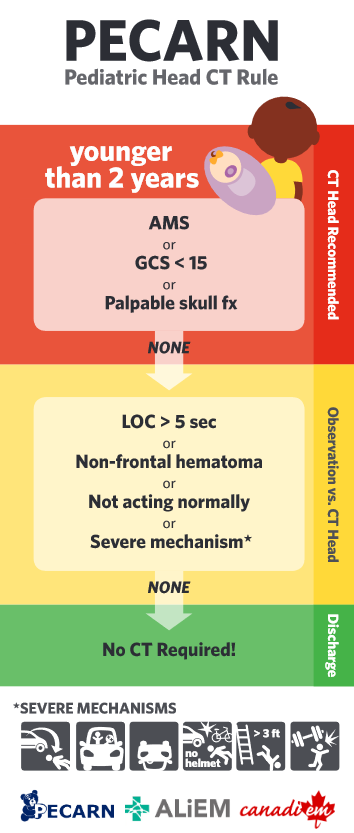 PECARN
Pediatric Head CT Rule
younger
than 2 years
CT Head Recommended
AMS
or
GCS < 15
or
Palpable skull fx
NONE
Observation vs. CT Head
LOC > 5 sec
or
Non-frontal hematoma
or
Not acting normally
or
Severe mechanism*
NONE
Discharge
No CT Required!
*SEVERE MECHANISMS
no
helmet
> 3 ft
PECARN
ALiEM
canadiem